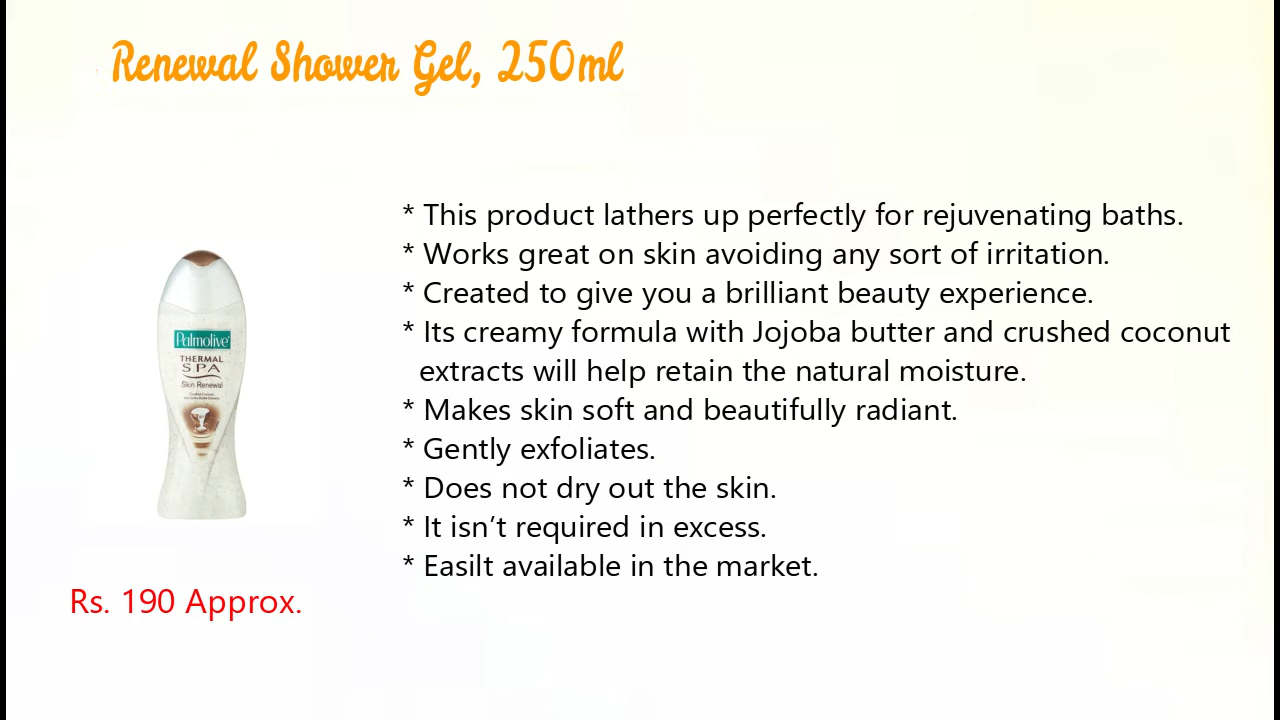 Renewal Shower Gel, 250ml
* This product lathers up perfectly for rejuvenating baths.
* Works great on skin avoiding any sort of irritation.
* Created to give you a brilliant beauty experience.
* Its creamy formula with Jojoba butter and crushed coconut
extracts will help retain the natural moisture.
* Makes skin soft and beautifully radiant.
* Gently exfoliates.
* Does not dry out the skin.
* It isn’t required in excess.
* Easilt available in the market.
Palmolive
THERMAL
SPA
Skin Renewal
Rs. 190 Approx.